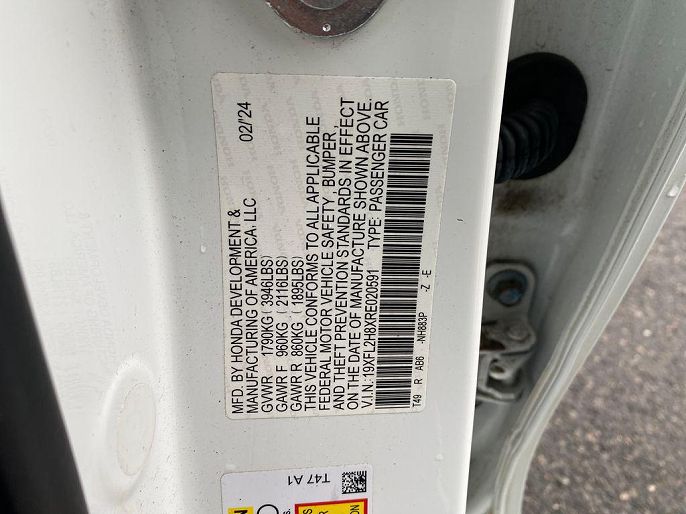 MFD. BY HONDA DEVELOPMENT & 02/'24
MANUFACTURING OF AMERICA, LLC
GVWR 1790KG(3946LBS)
GAWR F 960KG(2116LBS)
GAWR R 860KG(1895LBS)
THIS VEHICLE CONFORMS TO ALL APPLICABLE
FEDERAL MOTOR VEHICLE SAFETY, BUMPER,
AND THEFT PREVENTION STANDARDS IN EFFECT
ON THE DATE OF MANUFACTURE SHOWN ABOVE.
V.I.N: 19XFL2H8XRE020591 TYPE: PASSENGER CAR
T49 R AB6 -NH883P -Z -E
T47 A1